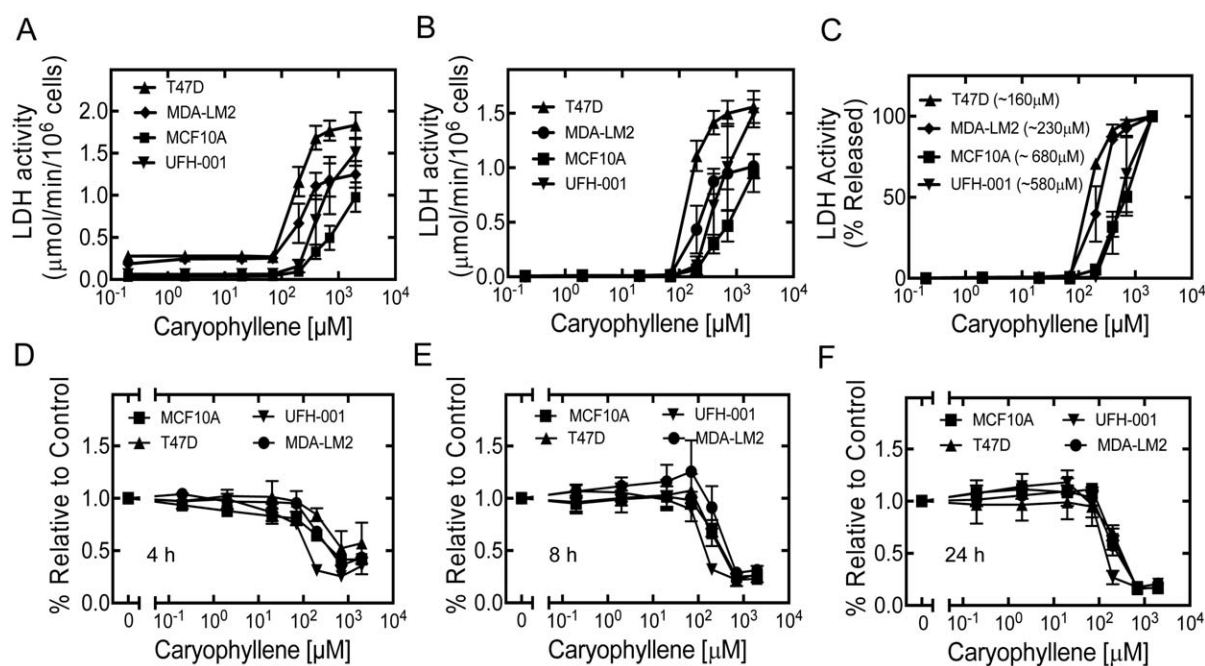 A
LDH activity
(µmol/min/10⁶ cells)
2.0
1.5
1.0
0.5
0.0
T47D
MDA-LM2
MCF10A
UFH-001
10⁻¹ 10⁰ 10¹ 10² 10³ 10⁴
Caryophyllene [µM]
B
LDH activity
(µmol/min/10⁶ cells)
1.5
1.0
0.5
0.0
T47D
MDA-LM2
MCF10A
UFH-001
10⁻¹ 10⁰ 10¹ 10² 10³ 10⁴
Caryophyllene [µM]
C
LDH Activity
(% Released)
100
50
0
T47D (~160µM)
MDA-LM2 (~230µM)
MCF10A (~ 680µM)
UFH-001 (~580µM)
10⁻¹ 10⁰ 10¹ 10² 10³ 10⁴
Caryophyllene [µM]
D
% Relative to Control
1.5
1.0
0.5
0.0
MCF10A UFH-001
T47D MDA-LM2
4 h
0 10⁻¹ 10⁰ 10¹ 10² 10³ 10⁴
Caryophyllene [µM]
E
% Relative to Control
1.5
1.0
0.5
0.0
MCF10A UFH-001
T47D MDA-LM2
8 h
0 10⁻¹ 10⁰ 10¹ 10² 10³ 10⁴
Caryophyllene [µM]
F
% Relative to Control
1.5
1.0
0.5
0.0
MCF10A UFH-001
T47D MDA-LM2
24 h
0 10⁻¹ 10⁰ 10¹ 10² 10³ 10⁴
Caryophyllene [µM]